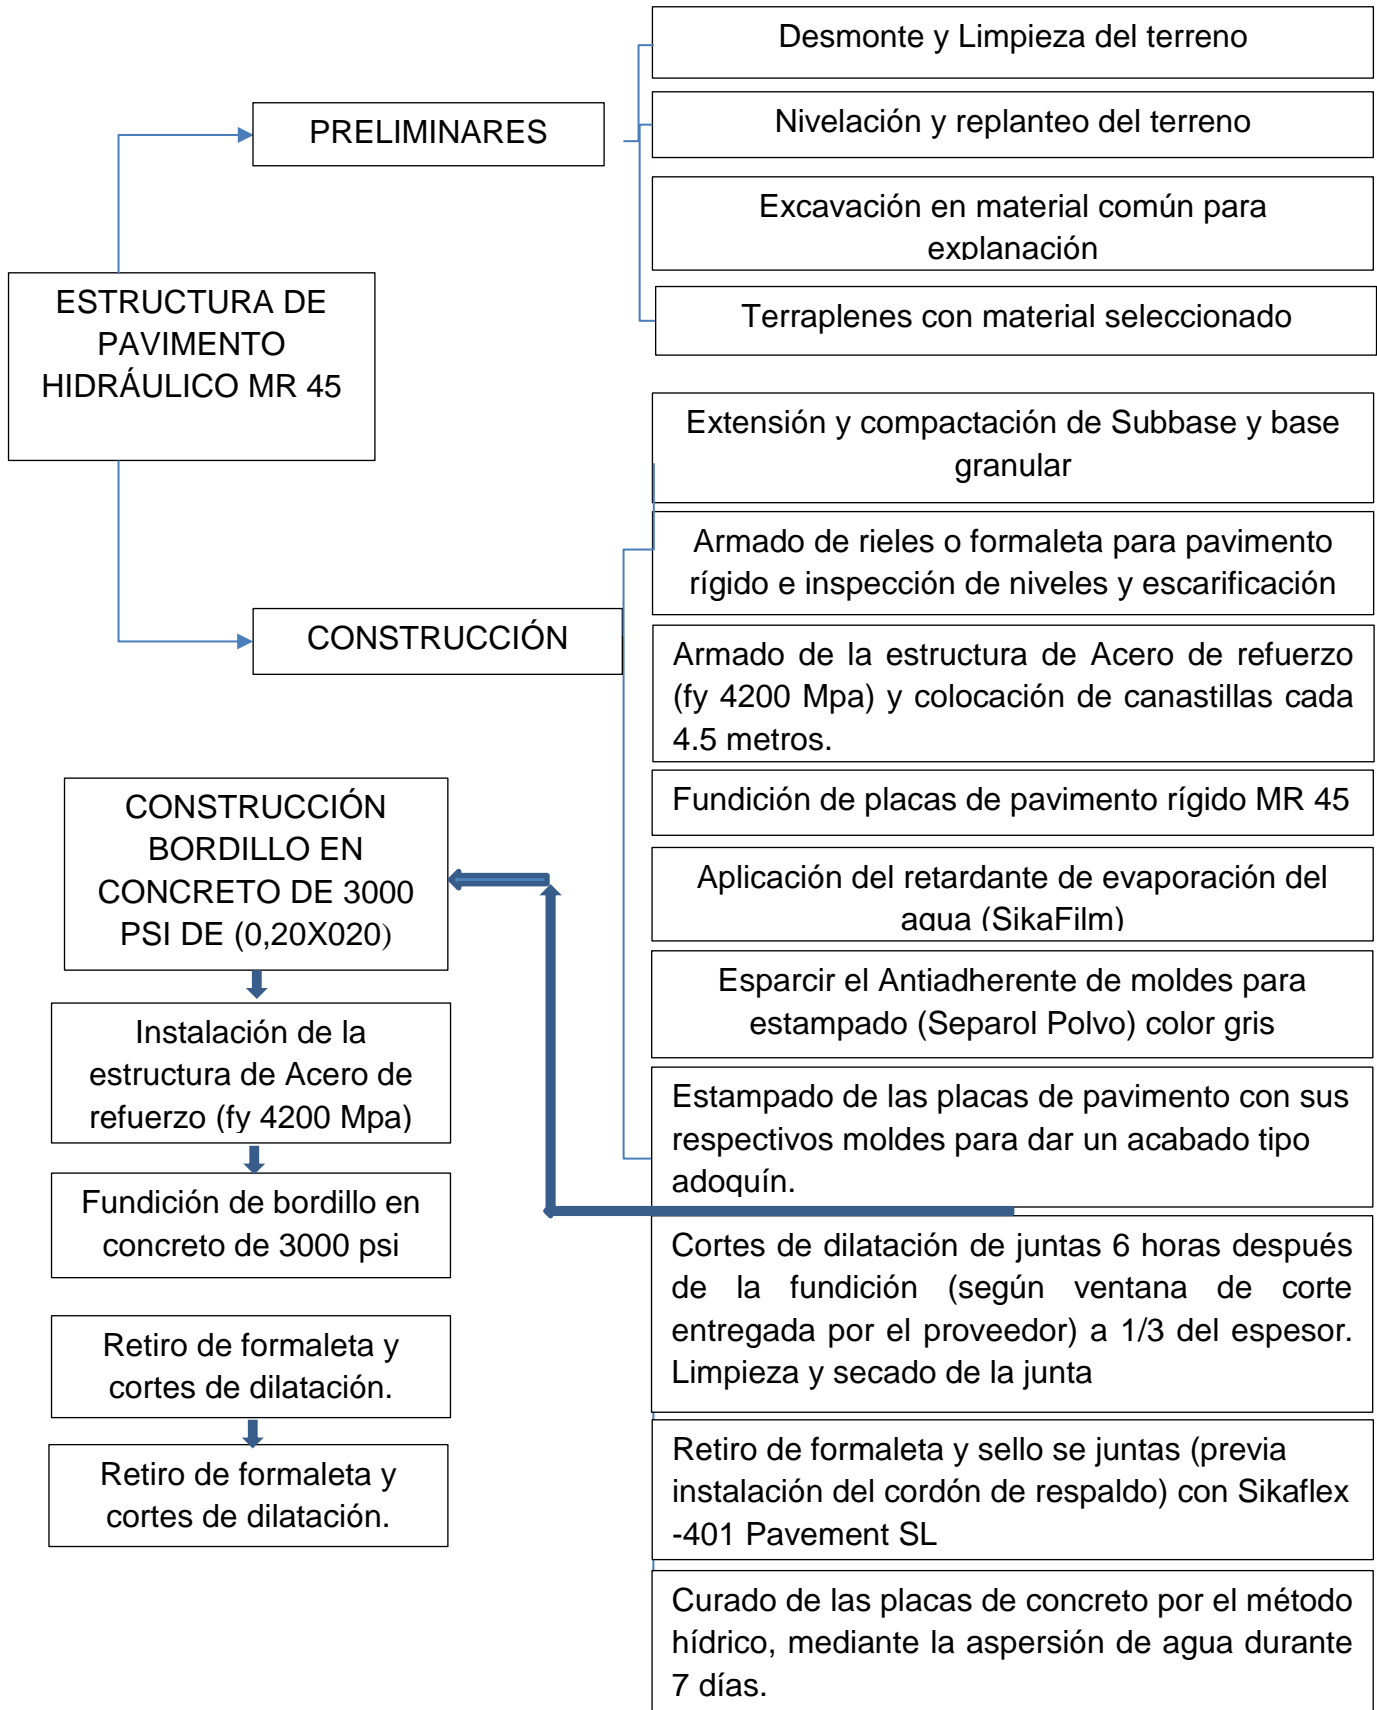 Desmonte y Limpieza del terreno
PRELIMINARES
Nivelación y replanteo del terreno
Excavación en material común para
explanación
Terraplenes con material seleccionado
ESTRUCTURA DE
PAVIMENTO
HIDRÁULICO MR 45
Extensión y compactación de Subbase y base
granular
Armado de rieles o formaleta para pavimento
rígido e inspección de niveles y escarificación
CONSTRUCCIÓN
Armado de la estructura de Acero de refuerzo
(fy 4200 Mpa) y colocación de canastillas cada
4.5 metros.
Fundición de placas de pavimento rígido MR 45
Aplicación del retardante de evaporación del
agua (SikaFilm)
Esparcir el Antiadherente de moldes para
estampado (Separol Polvo) color gris
Estampado de las placas de pavimento con sus
respectivos moldes para dar un acabado tipo
adoquín.
Cortes de dilatación de juntas 6 horas después
de la fundición (según ventana de corte
entregada por el proveedor) a 1/3 del espesor.
Limpieza y secado de la junta
Retiro de formaleta y sello se juntas (previa
instalación del cordón de respaldo) con Sikaflex
-401 Pavement SL
Curado de las placas de concreto por el método
hídrico, mediante la aspersión de agua durante
7 días.
CONSTRUCCIÓN
BORDILLO EN
CONCRETO DE 3000
PSI DE (0,20X020)
Instalación de la
estructura de Acero de
refuerzo (fy 4200 Mpa)
Fundición de bordillo en
concreto de 3000 psi
Retiro de formaleta y
cortes de dilatación.
Retiro de formaleta y
cortes de dilatación.